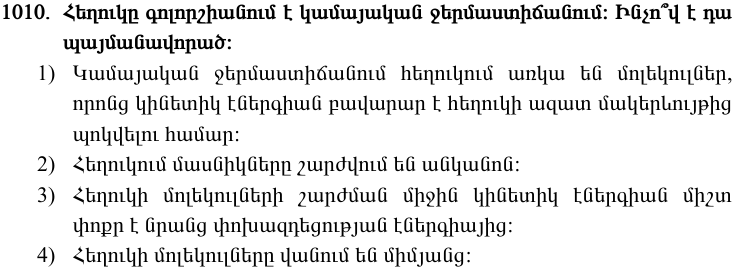 1010. Հեղուկը գոլորշիանում է կամայական ջերմաստիճանում: Ինչո՞վ է դա
պայմանավորած:
1) Կամայական ջերմաստիճանում հեղուկում առկա են մոլեկուլներ,
որոնց կինետիկ էներգիան բավարար է հեղուկի ազատ մակերևույթից
պոկվելու համար:
2) Հեղուկում մասնիկները շարժվում են անկանոն:
3) Հեղուկի մոլեկուլների շարժման միջին կինետիկ էներգիան միշտ
փոքր է նրանց փոխազդեցության էներգիայից:
4) Հեղուկի մոլեկուլները վանում են միմյանց: